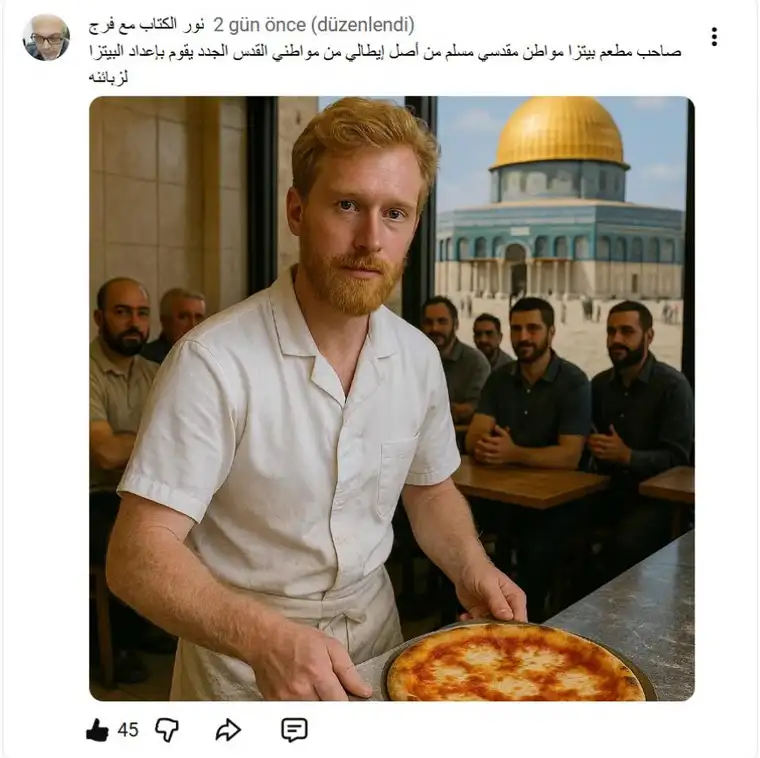 نور الكتاب مع فرج 2 gün önce (düzenlendi)
صاحب مطعم بيتزا مواطن مقدسي مسلم من أصل إيطالي من مواطني القدس الجدد يقوم بإعداد البيتزا
لزبائنه
45